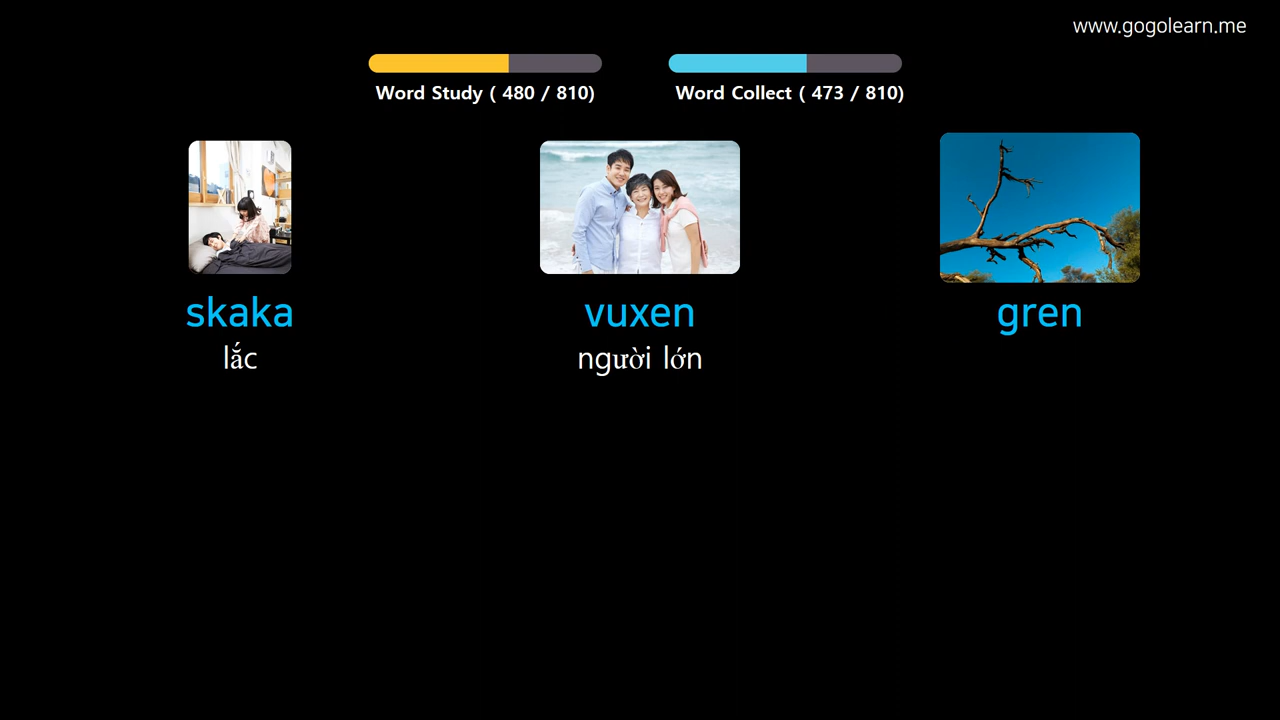 www.gogolearn.me
Word Study ( 480 / 810)
Word Collect ( 473 / 810)
skaka
vuxen
gren
lắc
người lớn